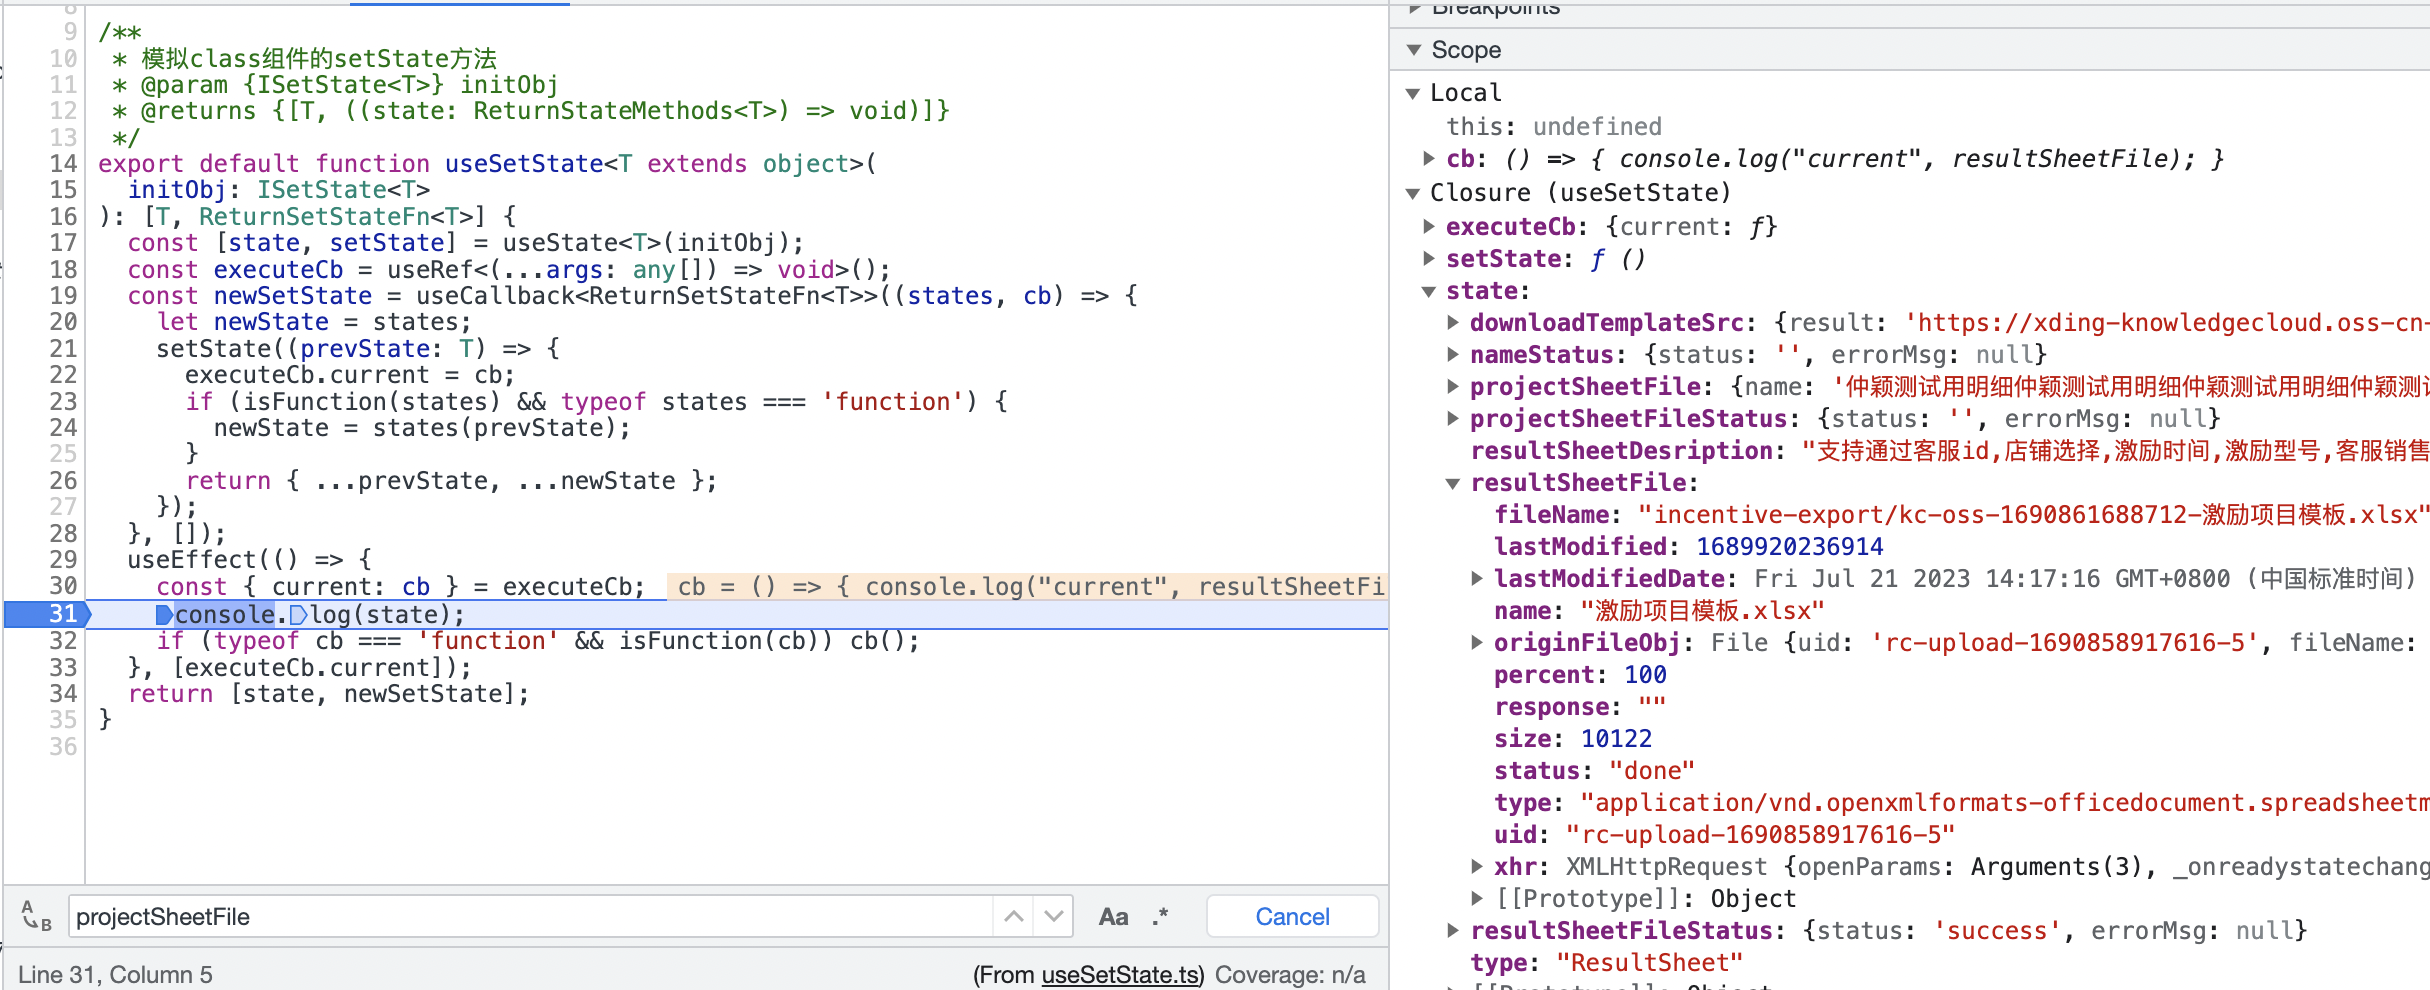 8
9 /**
10  * 模拟class组件的setState方法
11  * @param {ISetState<T>} initObj
12  * @returns {[T, ((state: ReturnStateMethods<T>) => void)]}
13  */
14 export default function useSetState<T extends object>(
15   initObj: ISetState<T>
16 ): [T, ReturnSetStateFn<T>] {
17   const [state, setState] = useState<T>(initObj);
18   const executeCb = useRef<(...args: any[]) => void>();
19   const newSetState = useCallback<ReturnSetStateFn<T>>((states, cb) => {
20     let newState = states;
21     setState((prevState: T) => {
22       executeCb.current = cb;
23       if (isFunction(states) && typeof states === 'function') {
24         newState = states(prevState);
25       }
26       return { ...prevState, ...newState };
27     });
28   }, []);
29   useEffect(() => {
30     const { current: cb } = executeCb;  cb = () => { console.log("current", resultSheetFi
31     console.log(state);
32     if (typeof cb === 'function' && isFunction(cb)) cb();
33   }, [executeCb.current]);
34   return [state, newSetState];
35 }
36
A B projectSheetFile Aa .* Cancel
Line 31, Column 5 (From useSetState.ts) Coverage: n/a
Breakpoints
Scope
Local
this: undefined
cb: () => { console.log("current", resultSheetFile); }
Closure (useSetState)
executeCb: {current: ƒ}
setState: ƒ ()
state:
downloadTemplateSrc: {result: 'https://xding-knowledgecloud.oss-cn-
nameStatus: {status: '', errorMsg: null}
projectSheetFile: {name: '仲颖测试用明细仲颖测试用明细仲颖测试用明细仲颖测试
projectSheetFileStatus: {status: '', errorMsg: null}
resultSheetDesription: "支持通过客服id,店铺选择,激励时间,激励型号,客服销售
resultSheetFile:
fileName: "incentive-export/kc-oss-1690861688712-激励项目模板.xlsx"
lastModified: 1689920236914
lastModifiedDate: Fri Jul 21 2023 14:17:16 GMT+0800 (中国标准时间)
name: "激励项目模板.xlsx"
originFileObj: File {uid: 'rc-upload-1690858917616-5', fileName:
percent: 100
response: ""
size: 10122
status: "done"
type: "application/vnd.openxmlformats-officedocument.spreadsheetm
uid: "rc-upload-1690858917616-5"
xhr: XMLHttpRequest {openParams: Arguments(3), _onreadystatechang
[[Prototype]]: Object
resultSheetFileStatus: {status: 'success', errorMsg: null}
type: "ResultSheet"
[[Prototype]]: Object